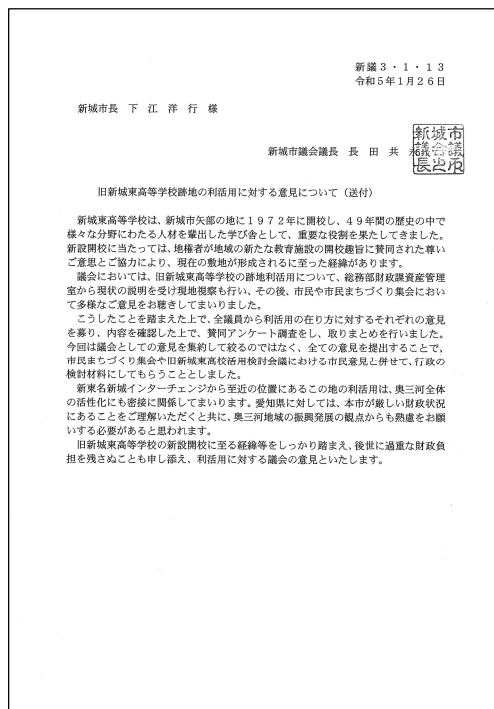 新議３・１・１３
令和５年１月２６日
新城市長 下江洋行様
新城市議会議長 長田共永
新城市
議会議
長之印
旧新城東高等学校跡地の利活用に対する意見について（送付）
新城東高等学校は、新城市矢部の地に１９７２年に開校し、４９年間の歴史の中で
様々な分野にわたる人材を輩出した学び舎として、重要な役割を果たしてきました。
新設開校に当たっては、地権者が地域の新たな教育施設の開校趣旨に賛同された尊い
ご意思とご協力により、現在の敷地が形成されるに至った経緯があります。
議会においては、旧新城東高等学校の跡地利活用について、総務部財政課資産管理
室から現状の説明を受け現地視察も行い、その後、市民や市民まちづくり集会におい
て多様なご意見をお聴きしてまいりました。
こうしたことを踏まえた上で、全議員から利活用の在り方に対するそれぞれの意見
を募り、内容を確認した上で、賛同アンケート調査をし、取りまとめを行いました。
今回は議会としての意見を集約して絞るのではなく、全ての意見を提出することで、
市民まちづくり集会や旧新城東高校活用検討会議における市民意見と併せて、行政の
検討材料にしてもらうこととしました。
新東名新城インターチェンジから至近の位置にあるこの地の利活用は、奥三河全体
の活性化にも密接に関係してまいります。愛知県に対しては、本市が厳しい財政状況
にあることをご理解いただくと共に、奥三河地域の振興発展の観点からも熟慮をお願
いする必要があると思われます。
旧新城東高等学校の新設開校に至る経緯等をしっかり踏まえ、後世に過重な財政負
担を残さぬことも申し添え、利活用に対する議会の意見といたします。